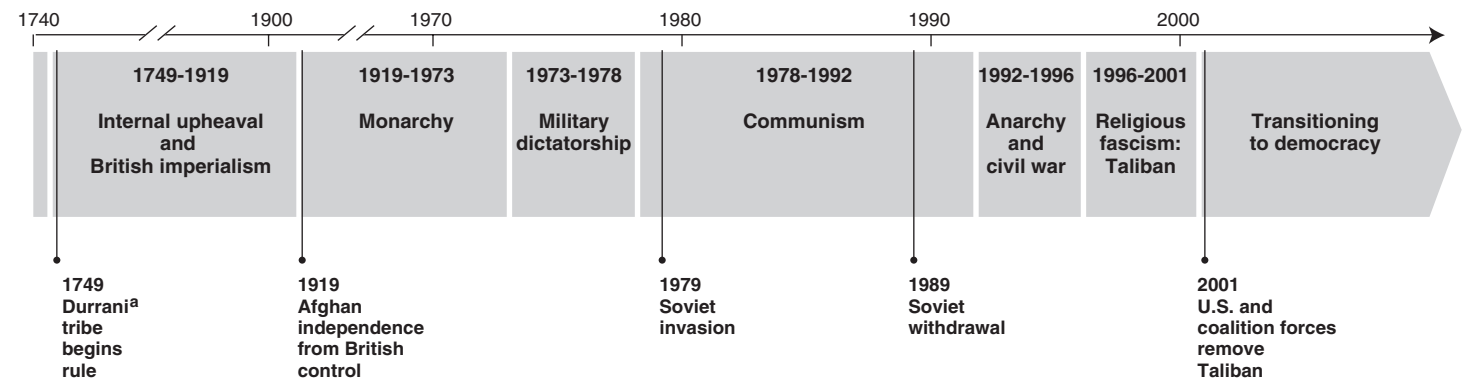 1740 1900 1970 1980 1990 2000
1749-1919
Internal upheaval
and
British imperialism
1919-1973
Monarchy
1973-1978
Military
dictatorship
1978-1992
Communism
1992-1996
Anarchy
and
civil war
1996-2001
Religious
fascism:
Taliban
Transitioning
to democracy
1749
Durraniᵃ
tribe
begins
rule
1919
Afghan
independence
from British
control
1979
Soviet
invasion
1989
Soviet
withdrawal
2001
U.S. and
coalition forces
remove
Taliban